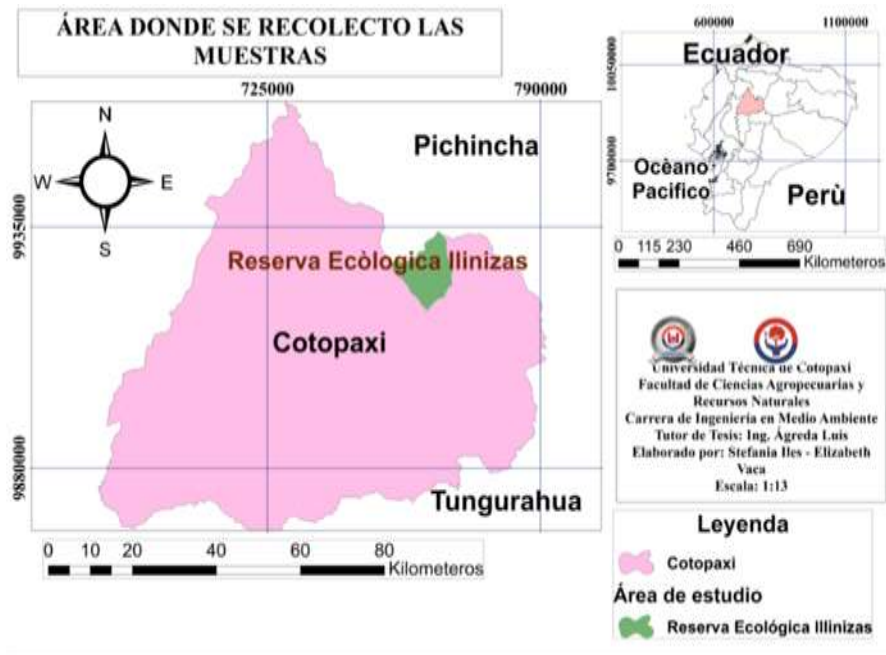 ÁREA DONDE SE RECOLECTO LAS
MUESTRAS
725000
790000
9935000
9880000
N
W
E
S
Pichincha
Reserva Ecòlogica Ilinizas
Cotopaxi
Tungurahua
0 10 20 40 60 80
Kilometeros
600000
1100000
10050000
9700000
Ecuador
Ocèano
Pacifico
Perù
0 115 230 460 690
Kilometeros
Universidad Técnica de Cotopaxi
Facultad de Ciencias Agropecuarias y
Recursos Naturales
Carrera de Ingeniería en Medio Ambiente
Tutor de Tesis: Ing. Ágreda Luis
Elaborado por: Stefania Iles - Elizabeth
Vaca
Escala: 1:13
Leyenda
Cotopaxi
Área de estudio
Reserva Ecológica Illinizas